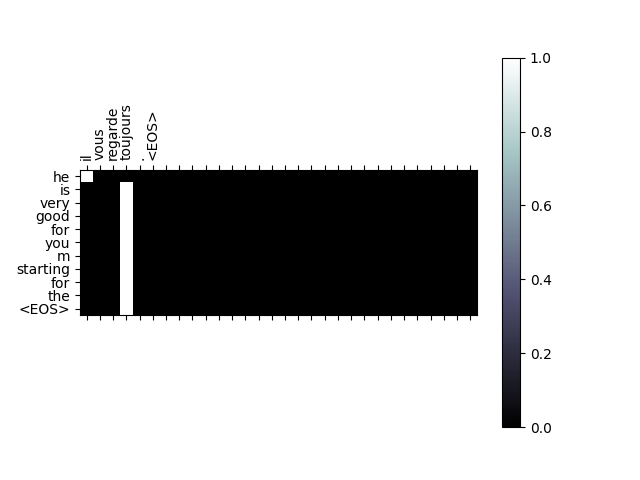 il
vous
regarde
toujours
.
<EOS>
he
is
very
good
for
you
m
starting
for
the
<EOS>
1.0
0.8
0.6
0.4
0.2
0.0